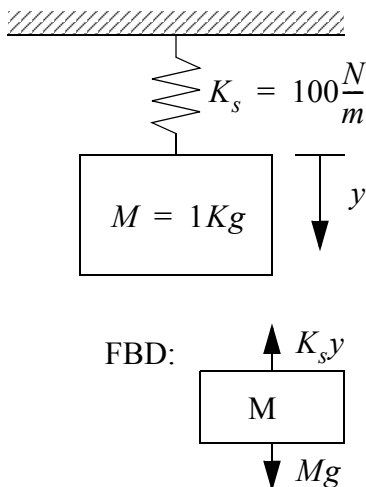 K_s = 100 N/m
y
M = 1Kg
FBD:
K_s y
M
Mg